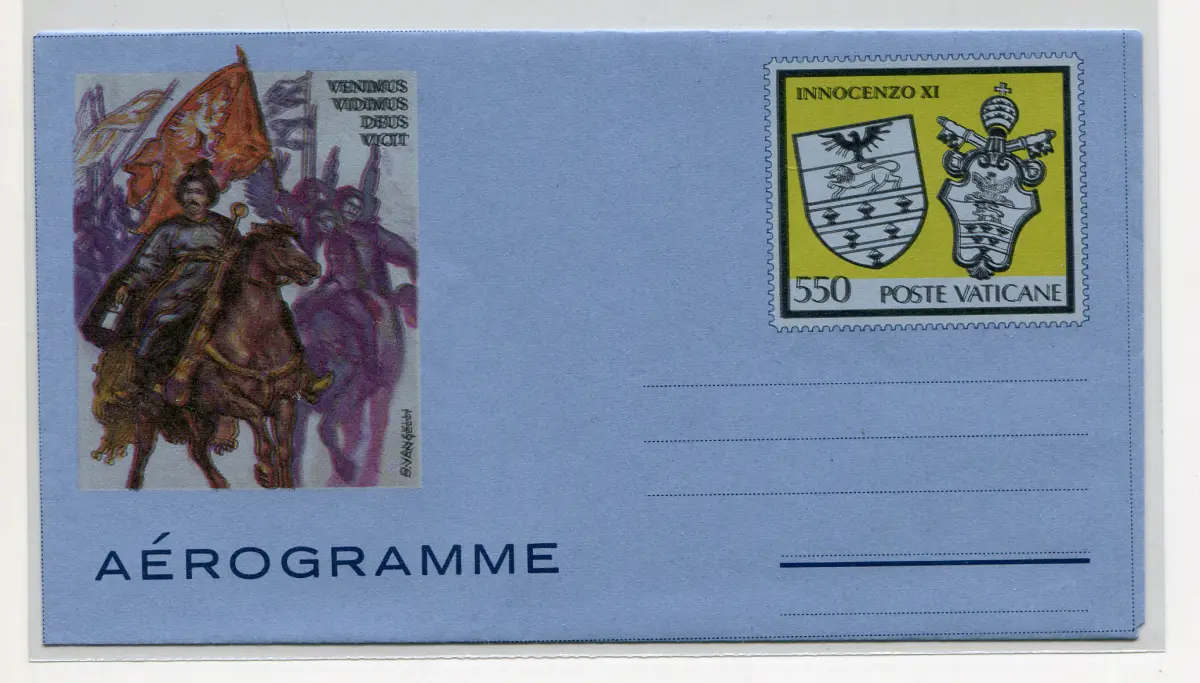 VENIMUS
VIDIMUS
DEUS
VICIT
INNOCENZO XI
550 POSTE VATICANE
AÉROGRAMME